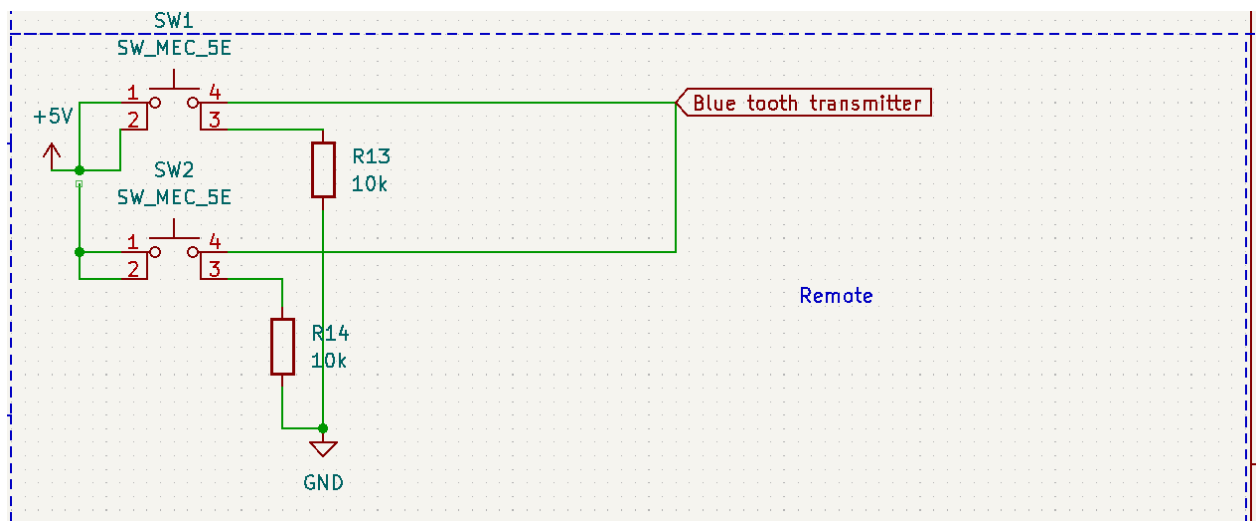 SW1
SW_MEC_5E
1
4
2
3
Blue tooth transmitter
+5V
R13
10k
SW2
SW_MEC_5E
1
4
2
3
Remote
R14
10k
GND